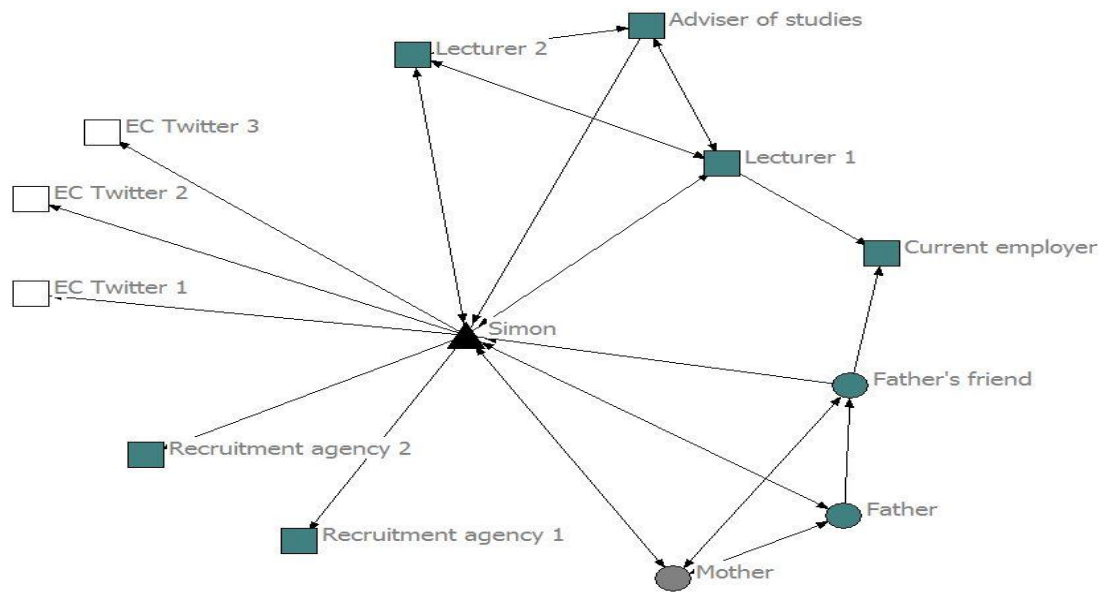 Adviser of studies
Lecturer 2
EC Twitter 3
Lecturer 1
EC Twitter 2
Current employer
EC Twitter 1
Simon
Father's friend
Recruitment agency 2
Father
Recruitment agency 1
Mother